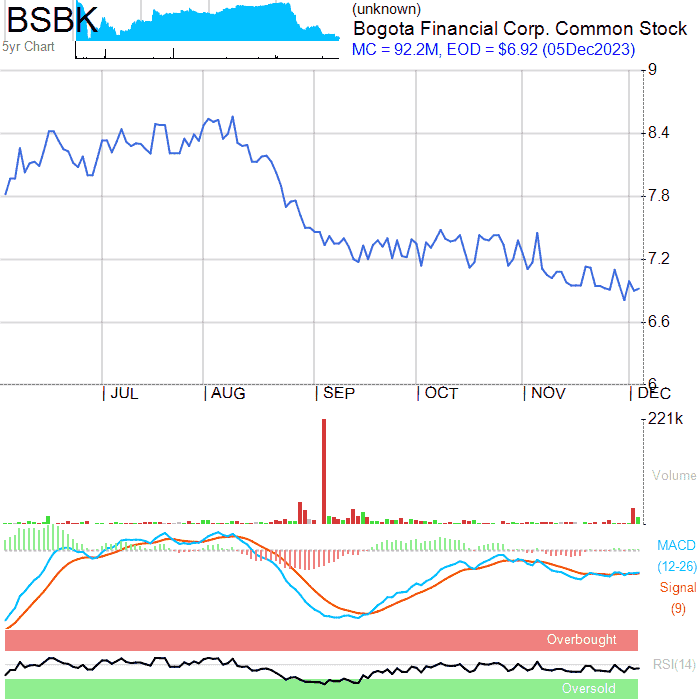 BSBK
5yr Chart
(unknown)
Bogota Financial Corp. Common Stock
MC = 92.2M, EOD = $6.92 (05Dec2023)
9
8.4
7.8
7.2
6.6
6
| JUL | AUG | SEP | OCT | NOV | DEC
221k
Volume
MACD
(12-26)
Signal
(9)
Overbought
RSI(14)
Oversold